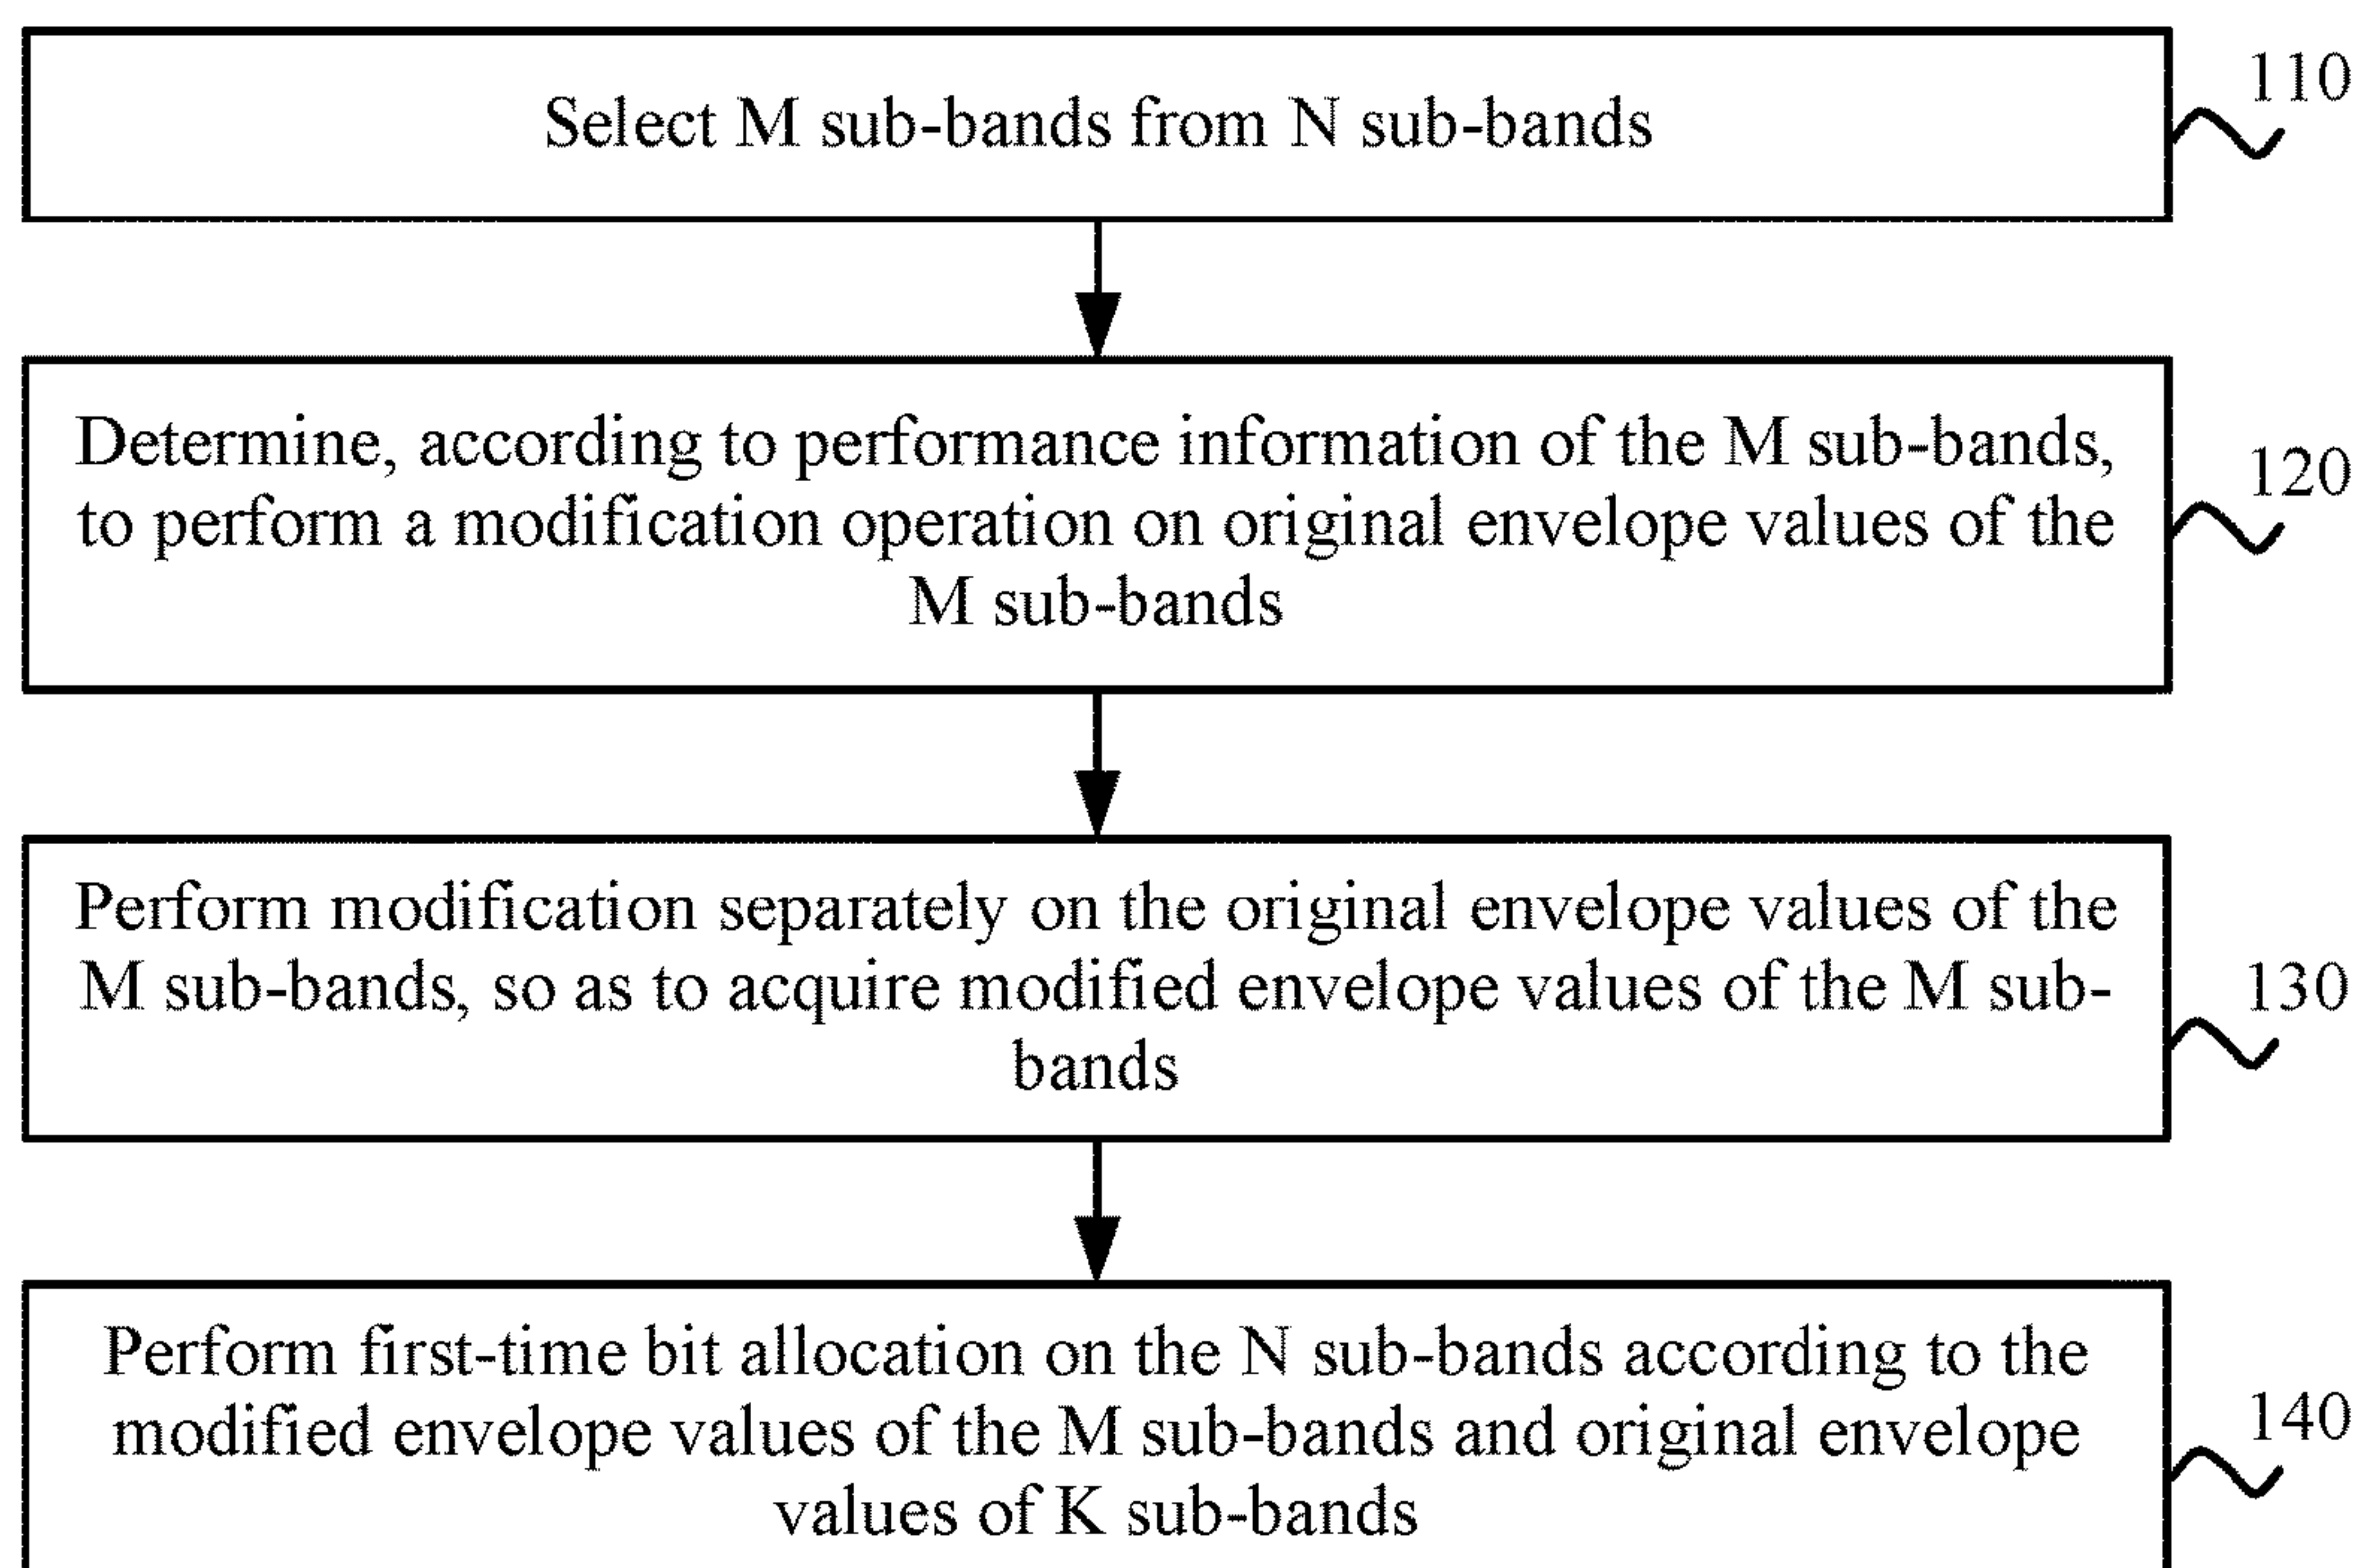 Select M sub-bands from N sub-bands
110
Determine, according to performance information of the M sub-bands,
to perform a modification operation on original envelope values of the
M sub-bands
120
Perform modification separately on the original envelope values of the
M sub-bands, so as to acquire modified envelope values of the M sub-
bands
130
Perform first-time bit allocation on the N sub-bands according to the
modified envelope values of the M sub-bands and original envelope
values of K sub-bands
140